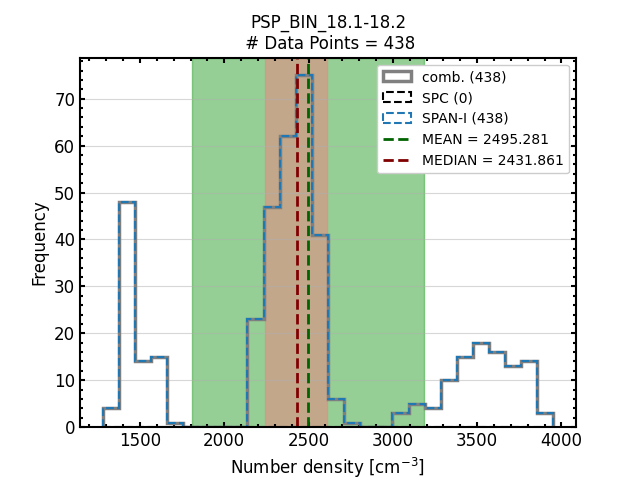 PSP_BIN_18.1-18.2
# Data Points = 438
comb. (438)
SPC (0)
SPAN-I (438)
MEAN = 2495.281
MEDIAN = 2431.861
Frequency
70
60
50
40
30
20
10
0
1500 2000 2500 3000 3500 4000
Number density [cm⁻³]